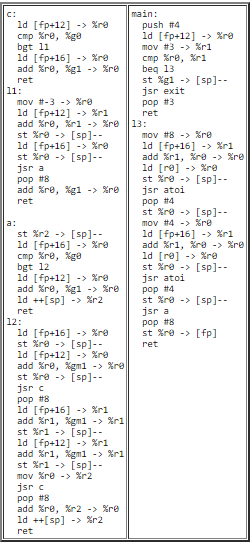 c:
ld [fp+12] -> %r0
cmp %r0, %g0
bgt l1
ld [fp+16] -> %r0
add %r0, %g1 -> %r0
ret
l1:
mov #-3 -> %r0
ld [fp+12] -> %r1
add %r0, %r1 -> %r0
st %r0 -> [sp]--
ld [fp+16] -> %r0
st %r0 -> [sp]--
jsr a
pop #8
add %r0, %g1 -> %r0
ret
a:
st %r2 -> [sp]--
ld [fp+16] -> %r0
cmp %r0, %g0
bgt l2
ld [fp+12] -> %r0
add %r0, %g1 -> %r0
ld ++[sp] -> %r2
ret
l2:
ld [fp+16] -> %r0
st %r0 -> [sp]--
ld [fp+12] -> %r0
add %r0, %gm1 -> %r0
st %r0 -> [sp]--
jsr c
pop #8
ld [fp+16] -> %r1
add %r1, %gm1 -> %r1
st %r1 -> [sp]--
ld [fp+12] -> %r1
add %r1, %gm1 -> %r1
st %r1 -> [sp]--
mov %r0 -> %r2
jsr c
pop #8
add %r0, %r2 -> %r0
ld ++[sp] -> %r2
ret
main:
push #4
ld [fp+12] -> %r0
mov #3 -> %r1
cmp %r0, %r1
beq l3
st %g1 -> [sp]--
jsr exit
pop #3
ret
l3:
mov #8 -> %r0
ld [fp+16] -> %r1
add %r1, %r0 -> %r0
ld [r0] -> %r0
st %r0 -> [sp]--
jsr atoi
pop #4
st %r0 -> [sp]--
mov #4 -> %r0
ld [fp+16] -> %r1
add %r1, %r0 -> %r0
ld [r0] -> %r0
st %r0 -> [sp]--
jsr atoi
pop #4
st %r0 -> [sp]--
jsr a
pop #8
st %r0 -> [fp]
ret